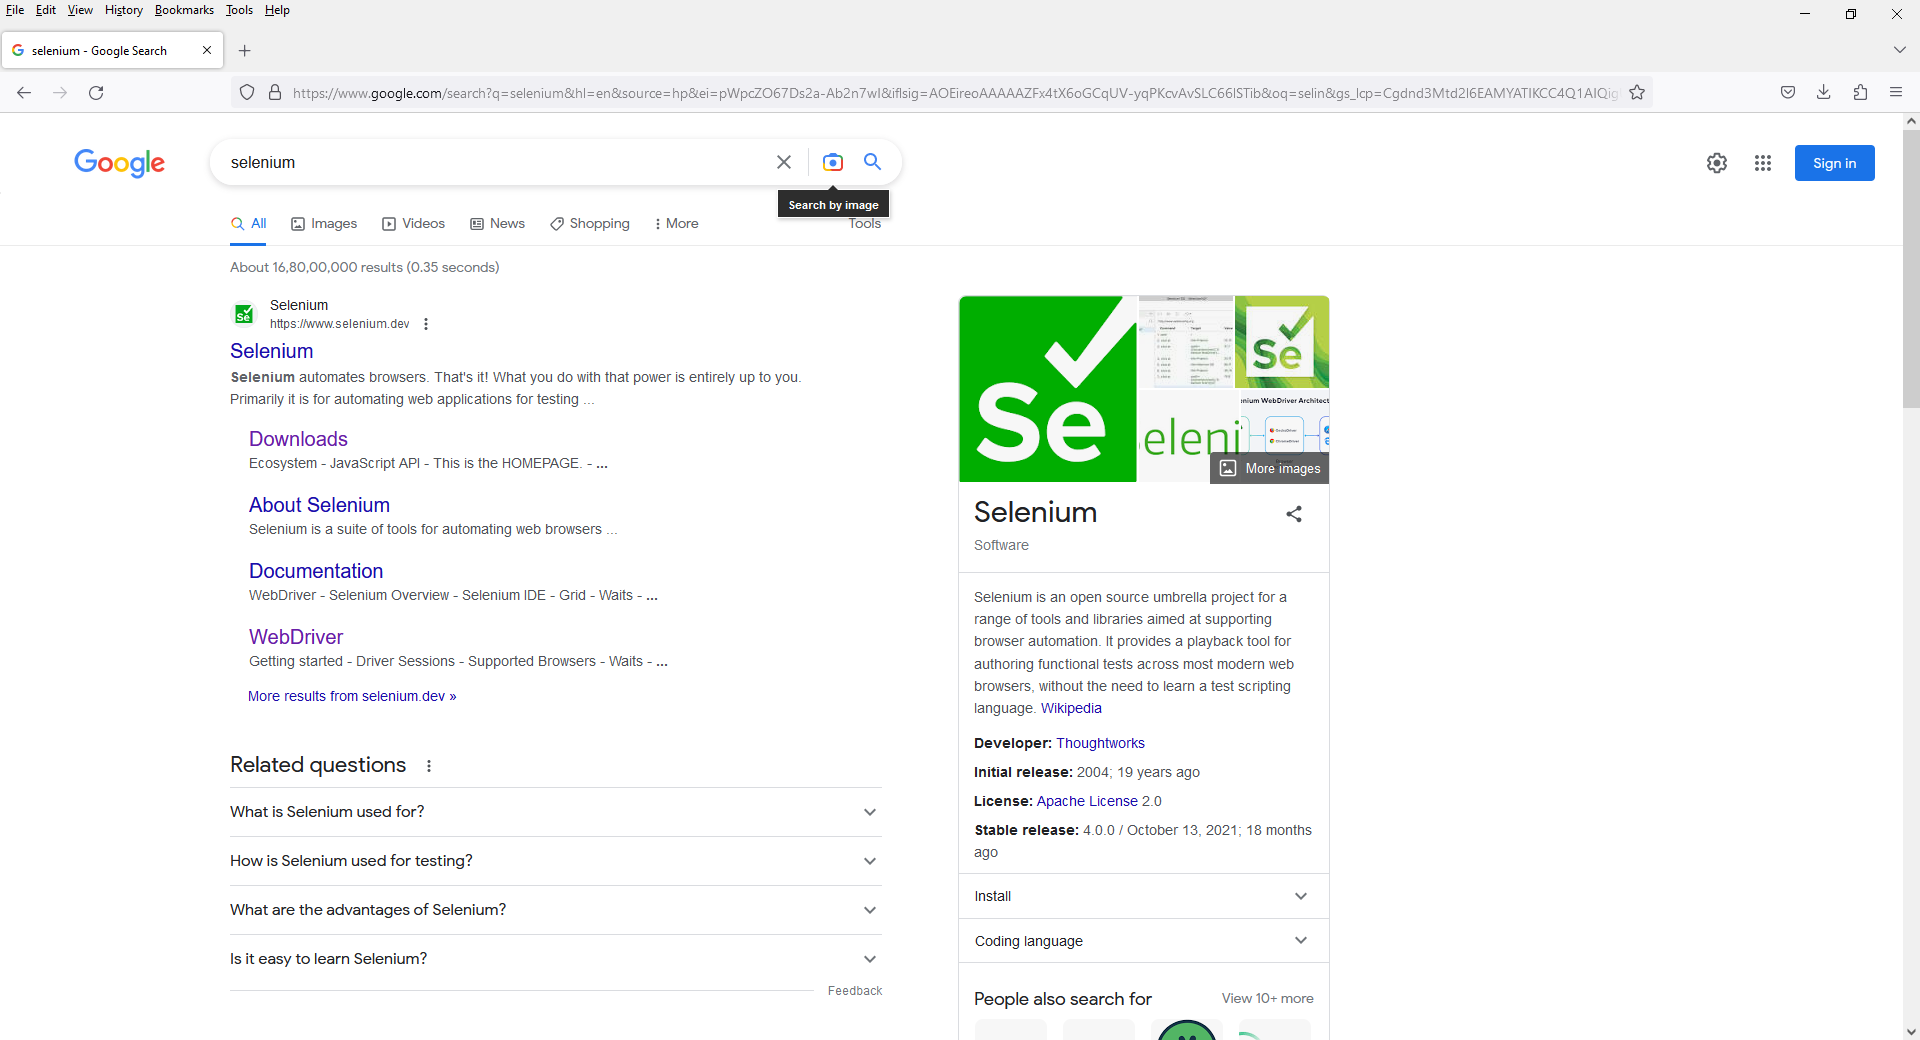 File Edit View History Bookmarks Tools Help
selenium - Google Search
https://www.google.com/search?q=selenium&hl=en&source=hp&ei=pWpcZO67Ds2a-Ab2n7wI&iflsig=AOEireoAAAAAZFx4tX6oGCqUV-yqPKcvAvSLC66lSTib&oq=selin&gs_lcp=Cgdnd3Mtd2l6EAMYATIKCC4Q1AIQig
Google
selenium
Sign in
Search by image
All Images Videos News Shopping More Tools
About 16,80,00,000 results (0.35 seconds)
Se
Selenium
https://www.selenium.dev
Selenium
Selenium automates browsers. That's it! What you do with that power is entirely up to you.
Primarily it is for automating web applications for testing ...
Downloads
Ecosystem - JavaScript API - This is the HOMEPAGE. - ...
About Selenium
Selenium is a suite of tools for automating web browsers ...
Documentation
WebDriver - Selenium Overview - Selenium IDE - Grid - Waits - ...
WebDriver
Getting started - Driver Sessions - Supported Browsers - Waits - ...
More results from selenium.dev »
Related questions
What is Selenium used for?
How is Selenium used for testing?
What are the advantages of Selenium?
Is it easy to learn Selenium?
Feedback
Se
Command Target Value
Se
eleni
nium WebDriver Architect
More images
Selenium
Software
Selenium is an open source umbrella project for a
range of tools and libraries aimed at supporting
browser automation. It provides a playback tool for
authoring functional tests across most modern web
browsers, without the need to learn a test scripting
language. Wikipedia
Developer: Thoughtworks
Initial release: 2004; 19 years ago
License: Apache License 2.0
Stable release: 4.0.0 / October 13, 2021; 18 months
ago
Install
Coding language
People also search for
View 10+ more